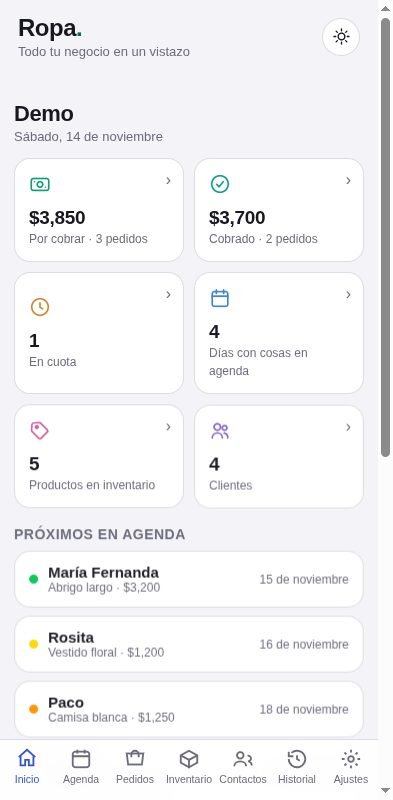 Ropa.
Todo tu negocio en un vistazo
Demo
Sábado, 14 de noviembre
$3,850
Por cobrar · 3 pedidos
$3,700
Cobrado · 2 pedidos
1
En cuota
4
Días con cosas en
agenda
5
Productos en inventario
4
Clientes
PRÓXIMOS EN AGENDA
María Fernanda
Abrigo largo · $3,200
15 de noviembre
Rosita
Vestido floral · $1,200
16 de noviembre
Paco
Camisa blanca · $1,250
18 de noviembre
Inicio
Agenda
Pedidos
Inventario
Contactos
Historial
Ajustes